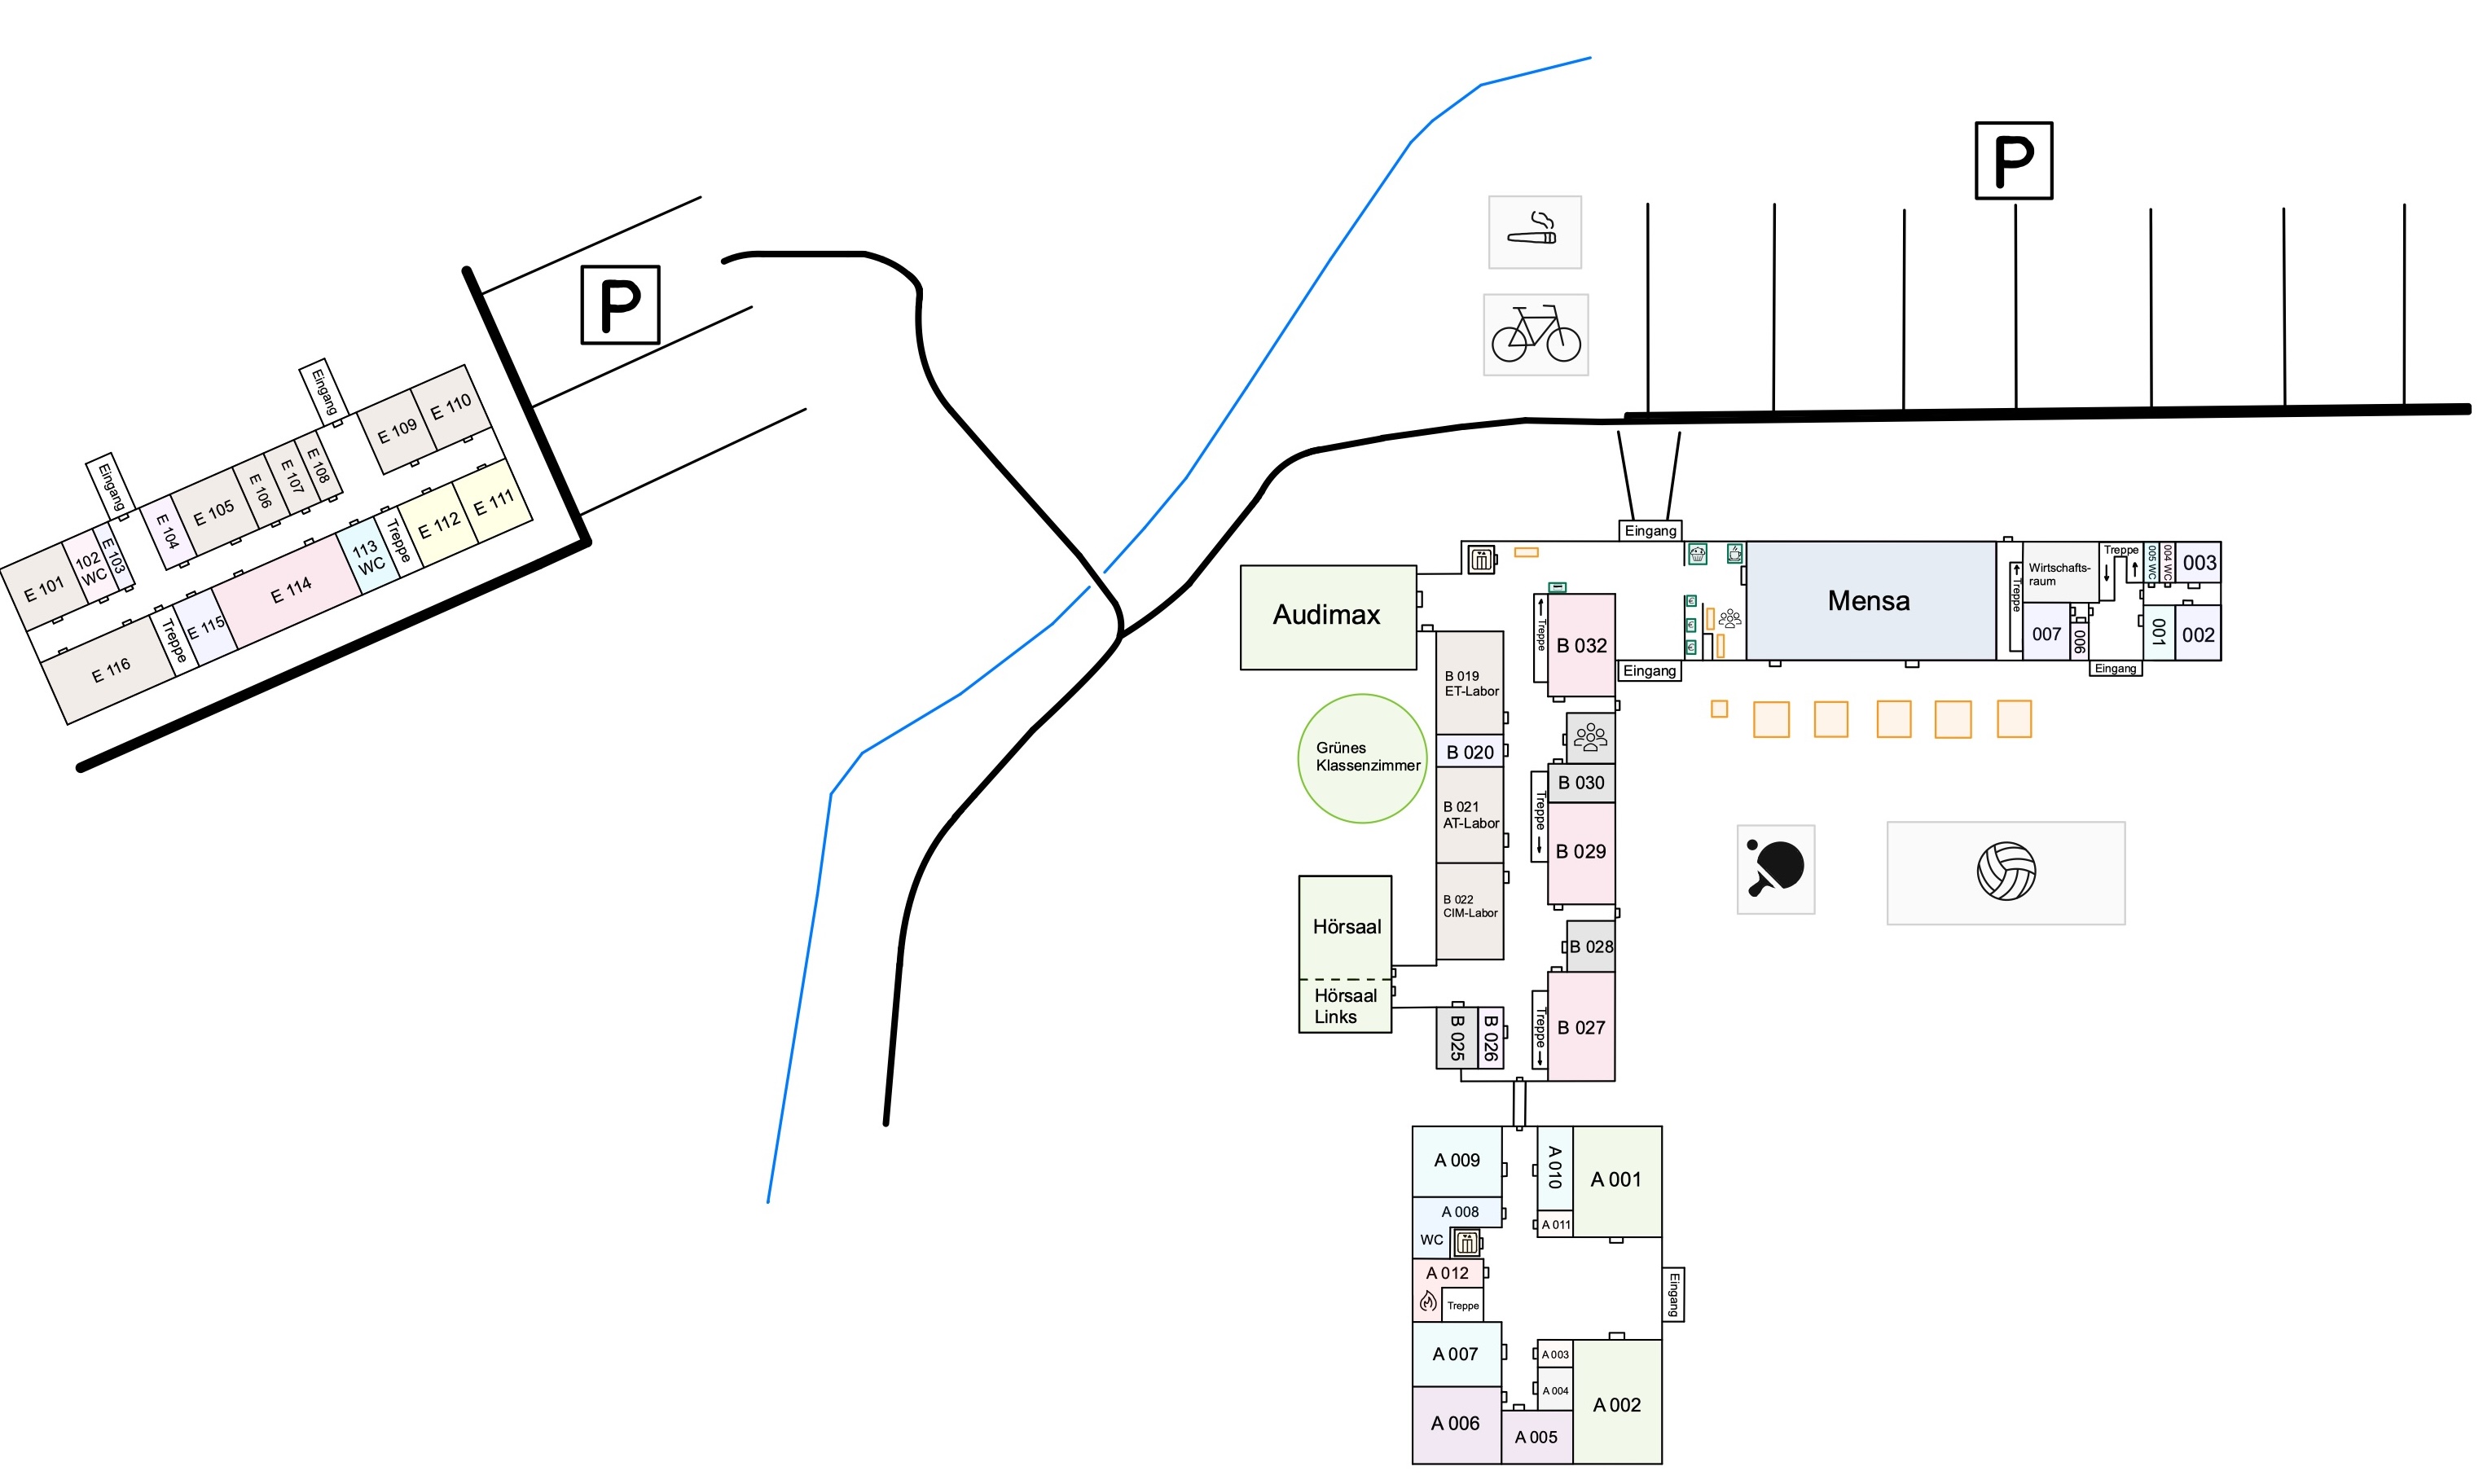 P
P
E 101
102
WC
E 103
Eingang
E 104
E 105
E 106
E 107
E 108
Eingang
E 109
E 110
E 116
Treppe
E 115
E 114
113
WC
Treppe
E 112
E 111
Eingang
Audimax
Treppe
B 032
Eingang
Mensa
Treppe
Wirtschafts-
raum
Treppe
005 WC
004 WC
003
007
006
001
002
Eingang
B 019
ET-Labor
B 020
Grünes
Klassenzimmer
B 021
AT-Labor
Treppe
B 030
B 029
B 022
CIM-Labor
Hörsaal
Hörsaal
Links
B 028
B 025
B 026
Treppe
B 027
A 009
A 010
A 001
A 008
WC
A 011
A 012
Treppe
Eingang
A 007
A 003
A 004
A 002
A 006
A 005